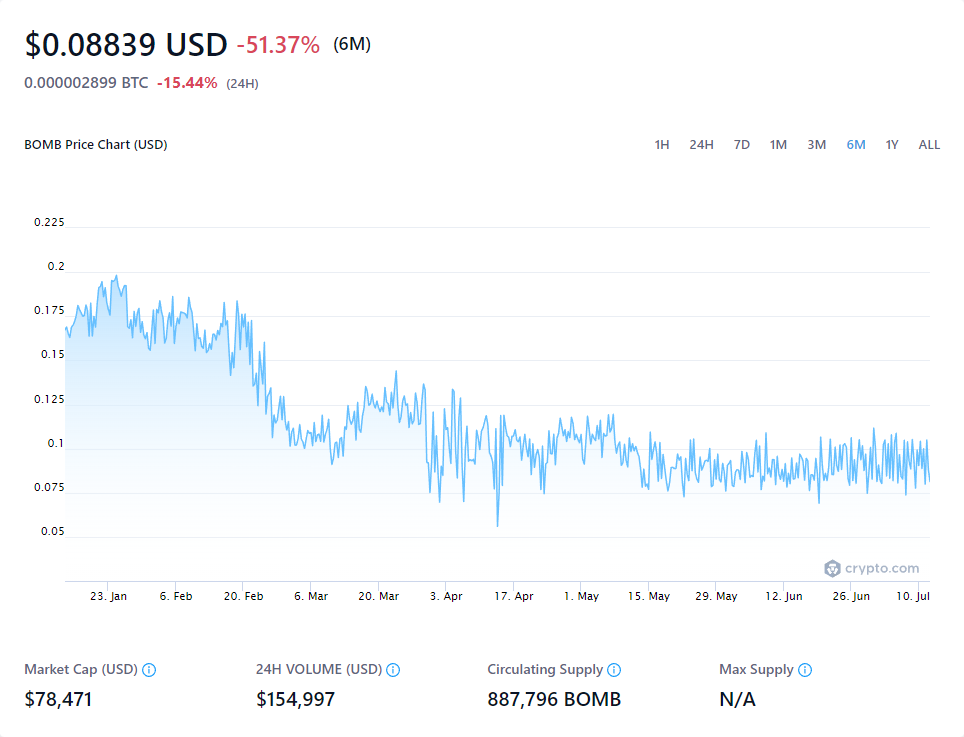 $0.08839 USD -51.37% (6M)
0.000002899 BTC -15.44% (24H)
BOMB Price Chart (USD) 1H 24H 7D 1M 3M 6M 1Y ALL
0.225
0.2
0.175
0.15
0.125
0.1
0.075
0.05
crypto.com
23. Jan 6. Feb 20. Feb 6. Mar 20. Mar 3. Apr 17. Apr 1. May 15. May 29. May 12. Jun 26. Jun 10. Jul
Market Cap (USD) 24H VOLUME (USD) Circulating Supply Max Supply
$78,471 $154,997 887,796 BOMB N/A